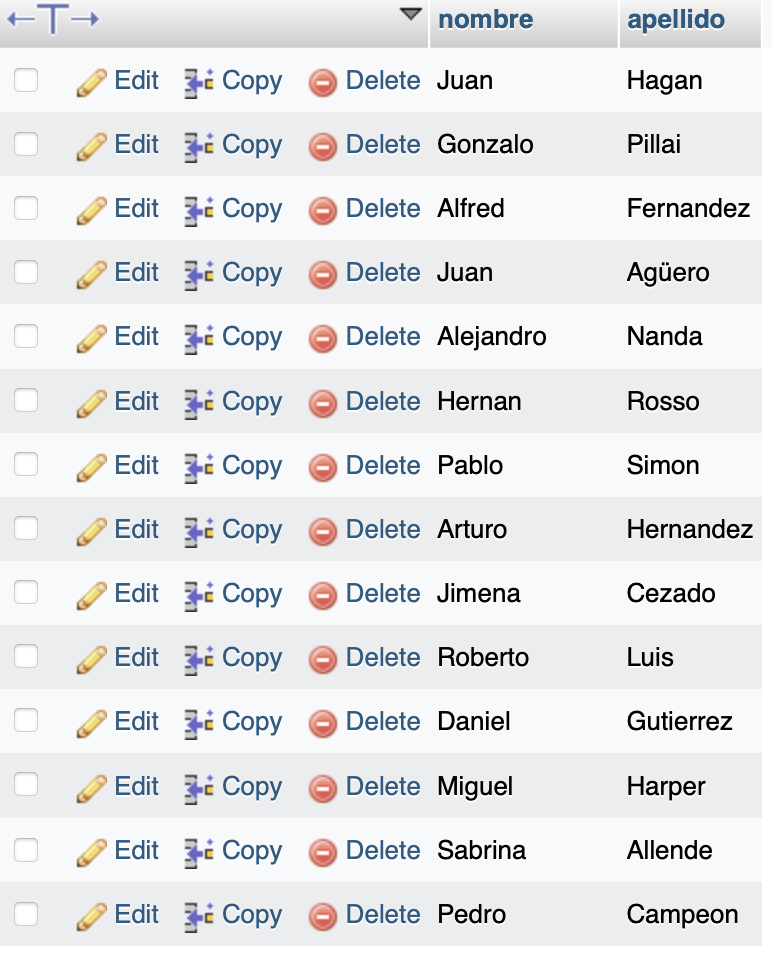 nombre apellido
Edit Copy Delete Juan Hagan
Edit Copy Delete Gonzalo Pillai
Edit Copy Delete Alfred Fernandez
Edit Copy Delete Juan Agüero
Edit Copy Delete Alejandro Nanda
Edit Copy Delete Hernan Rosso
Edit Copy Delete Pablo Simon
Edit Copy Delete Arturo Hernandez
Edit Copy Delete Jimena Cezado
Edit Copy Delete Roberto Luis
Edit Copy Delete Daniel Gutierrez
Edit Copy Delete Miguel Harper
Edit Copy Delete Sabrina Allende
Edit Copy Delete Pedro Campeon